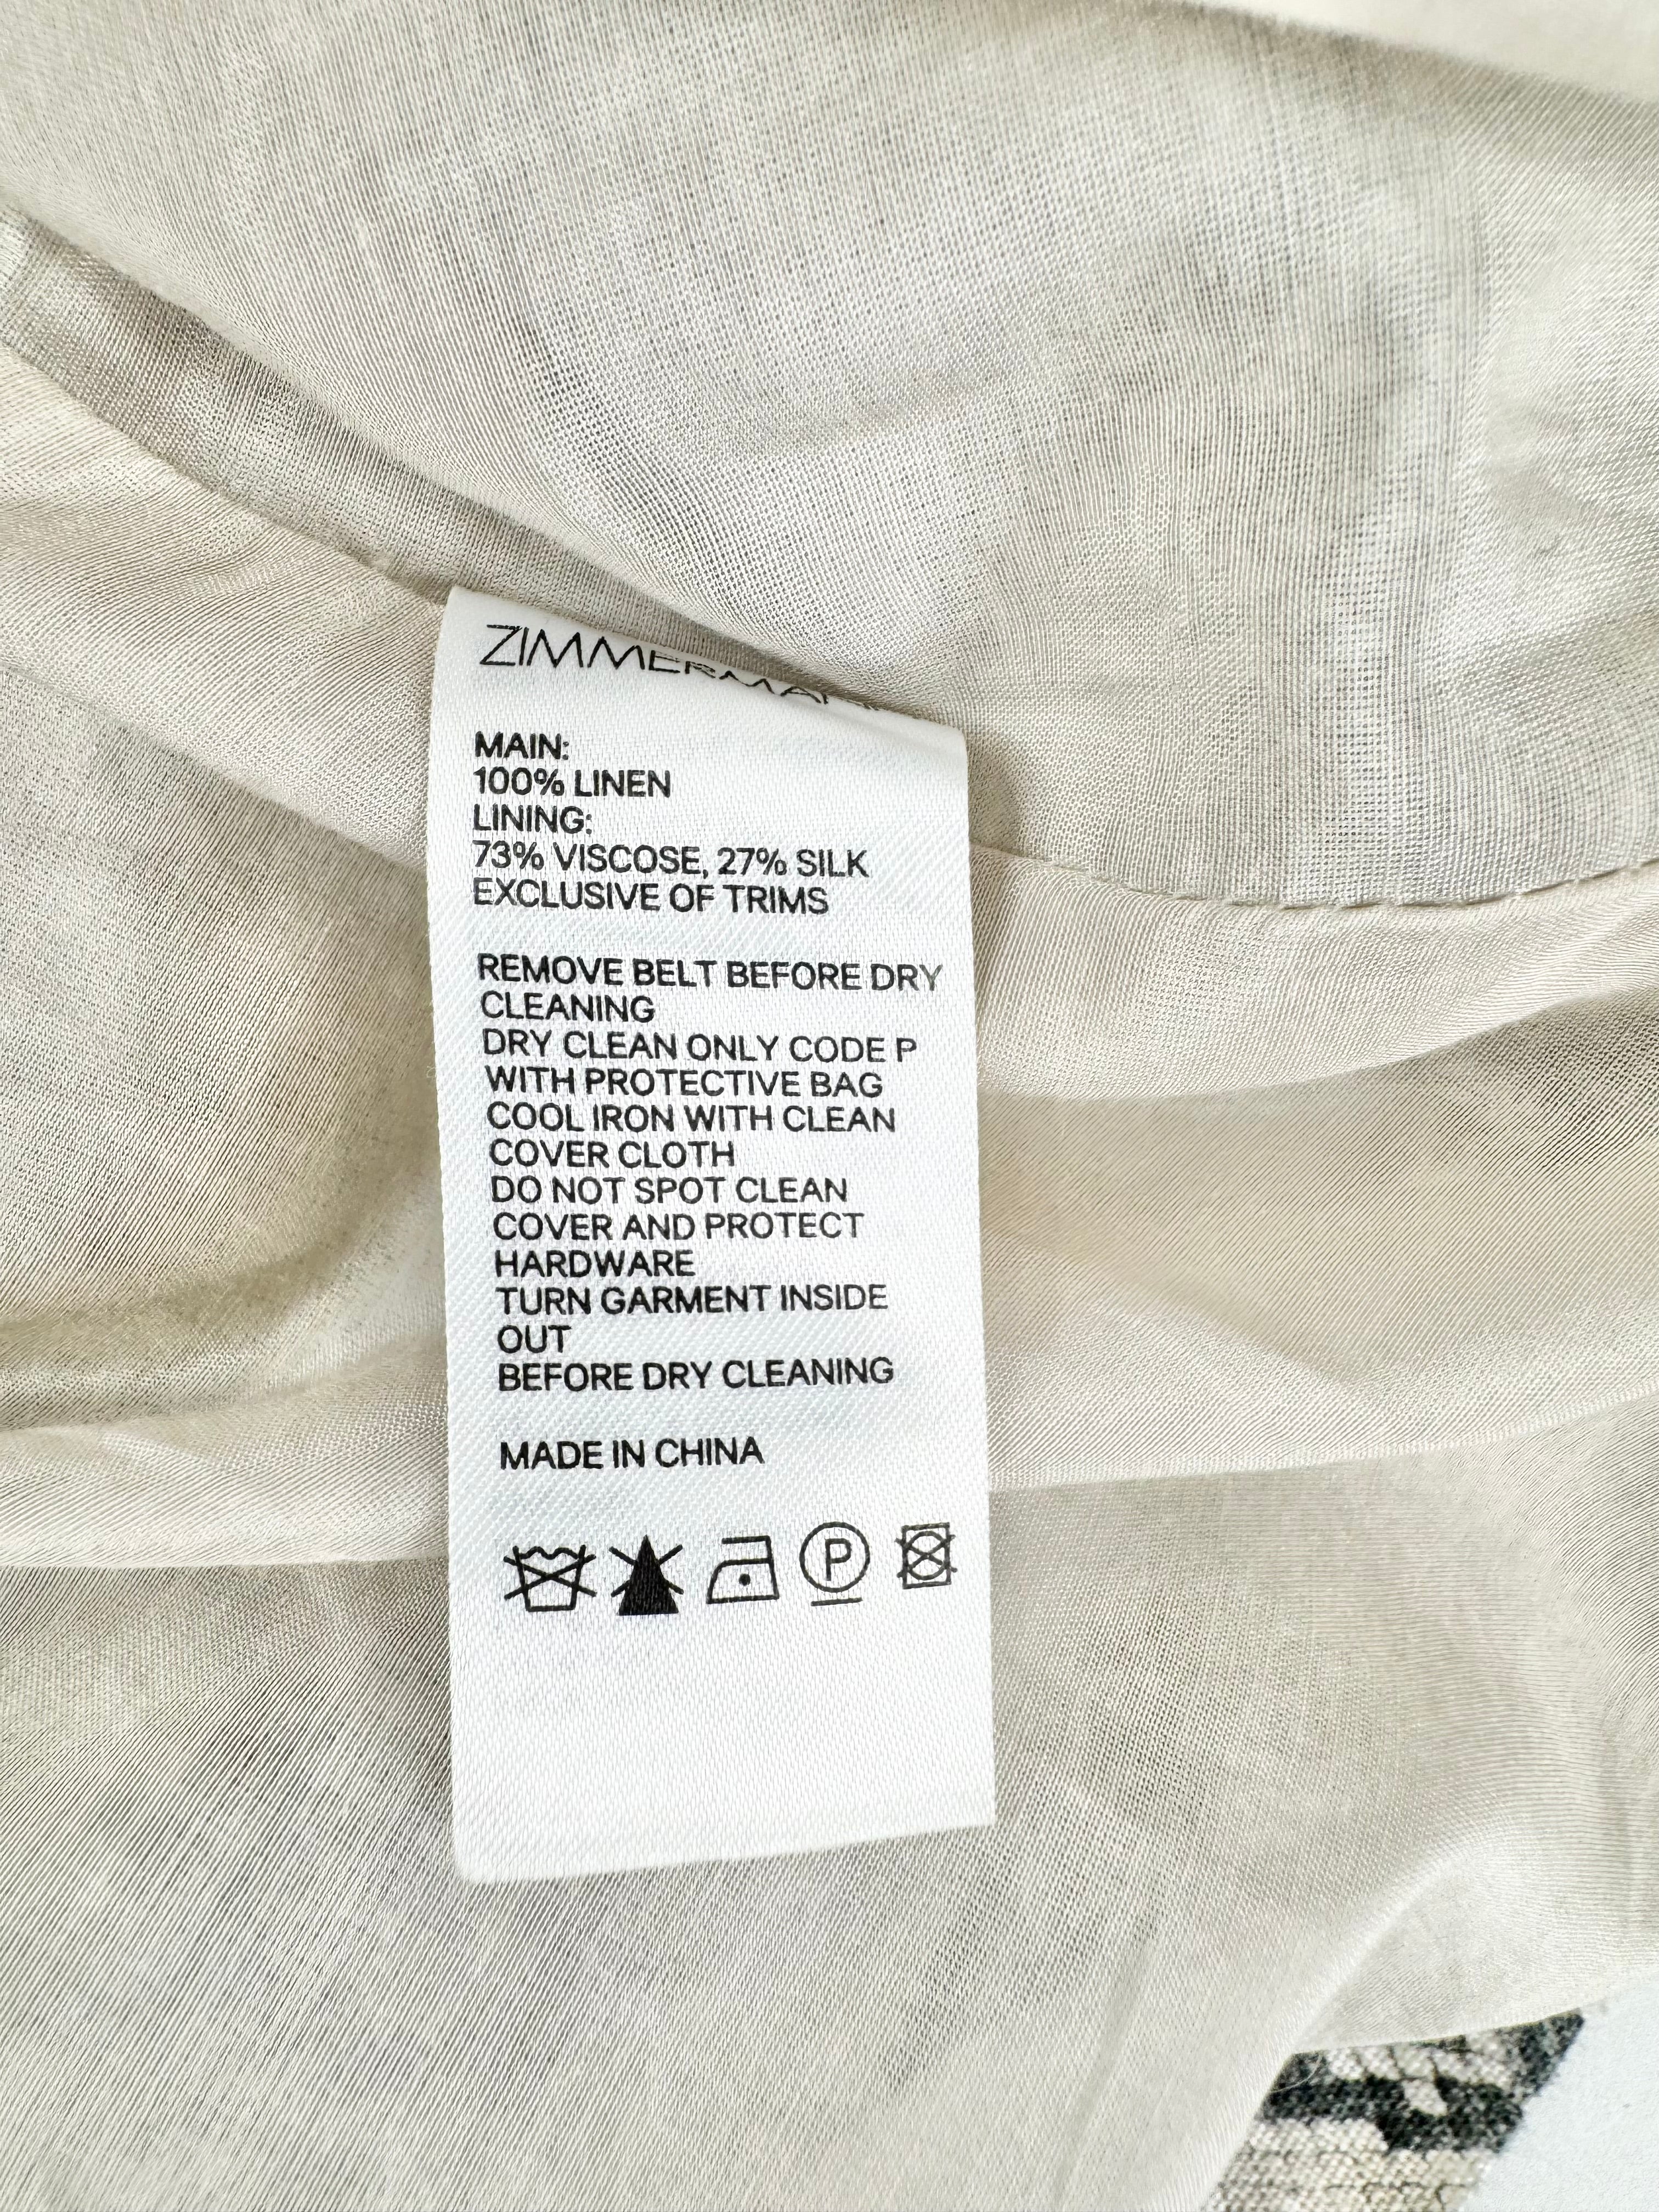 ZIMMERMANN
MAIN:
100% LINEN
LINING:
73% VISCOSE, 27% SILK
EXCLUSIVE OF TRIMS
REMOVE BELT BEFORE DRY
CLEANING
DRY CLEAN ONLY CODE P
WITH PROTECTIVE BAG
COOL IRON WITH CLEAN
COVER CLOTH
DO NOT SPOT CLEAN
COVER AND PROTECT
HARDWARE
TURN GARMENT INSIDE
OUT
BEFORE DRY CLEANING
MADE IN CHINA
P